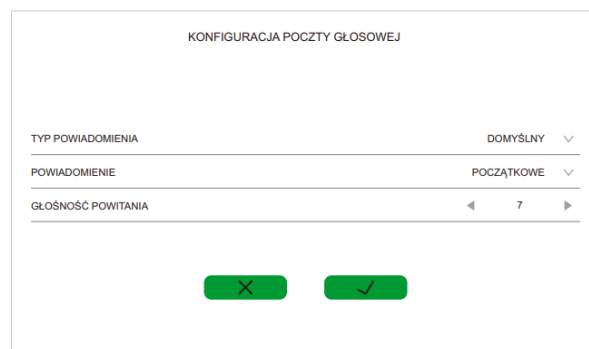 KONFIGURACJA POCZTY GŁOSOWEJ
TYP POWIADOMIENIA DOMYŚLNY
POWIADOMIENIE POCZĄTKOWE
GŁOŚNOŚĆ POWITANIA 7